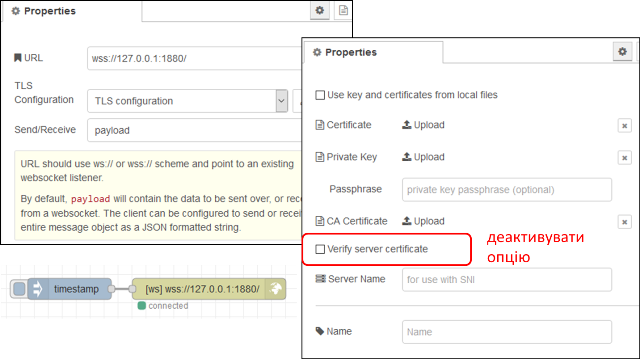 Properties
URL
wss://127.0.0.1:1880/
TLS
Configuration
TLS configuration
Send/Receive
payload
URL should use ws:// or wss:// scheme and point to an existing
websocket listener.
By default, payload will contain the data to be sent over, or rece
from a websocket. The client can be configured to send or receiv
entire message object as a JSON formatted string.
timestamp
[ws] wss://127.0.0.1:1880/
connected
Properties
Use key and certificates from local files
Certificate
Upload
Private Key
Upload
Passphrase
private key passphrase (optional)
CA Certificate
Upload
Verify server certificate
деактивувати
опцію
Server Name
for use with SNI
Name
Name